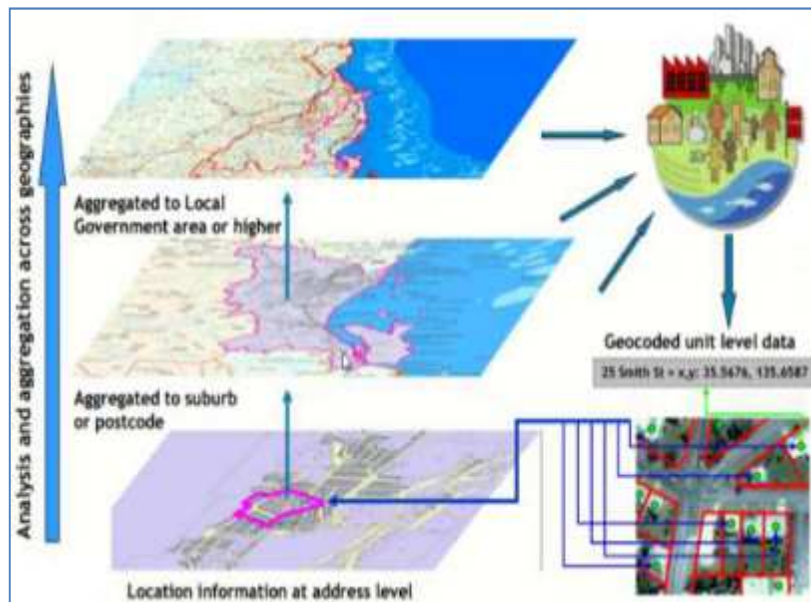 Analysis and aggregation across geographies
Aggregated to Local
Government area or higher
Aggregated to suburb
or postcode
Location information at address level
Geocoded unit level data
25 Smith St = x,y: 35.5676, 135.6587